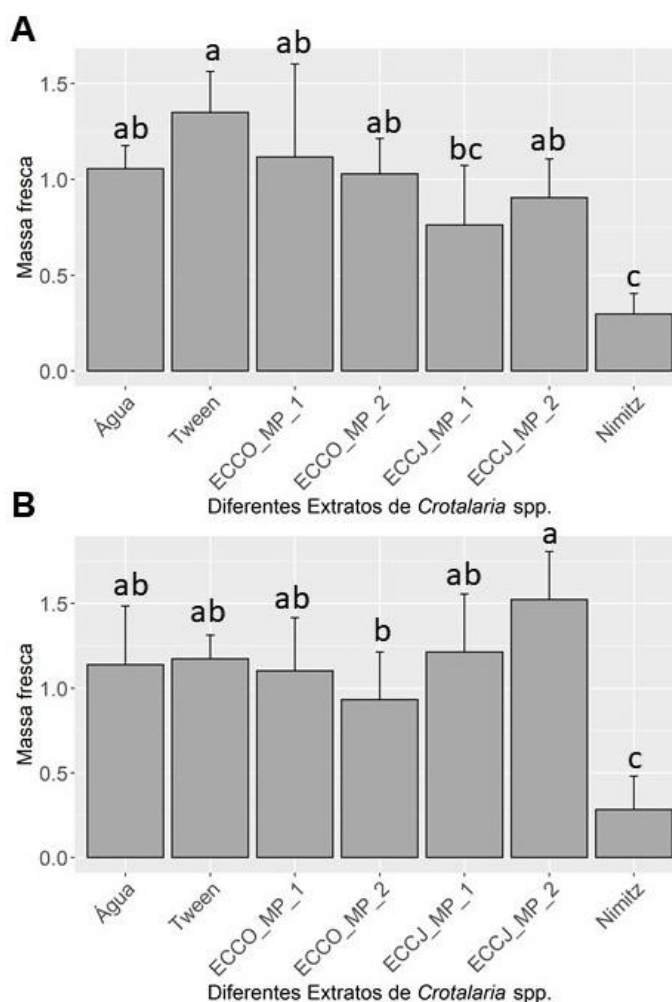 A
Massa fresca
1.5
1.0
0.5
0.0
ab
a
ab
ab
bc
ab
c
Àgua
Tween
ECCO_MP_1
ECCO_MP_2
ECCJ_MP_1
ECCJ_MP_2
Nimitz
Diferentes Extratos de Crotalaria spp.
B
Massa fresca
1.5
1.0
0.5
0.0
ab
ab
ab
b
ab
a
c
Àgua
Tween
ECCO_MP_1
ECCO_MP_2
ECCJ_MP_1
ECCJ_MP_2
Nimitz
Diferentes Extratos de Crotalaria spp.